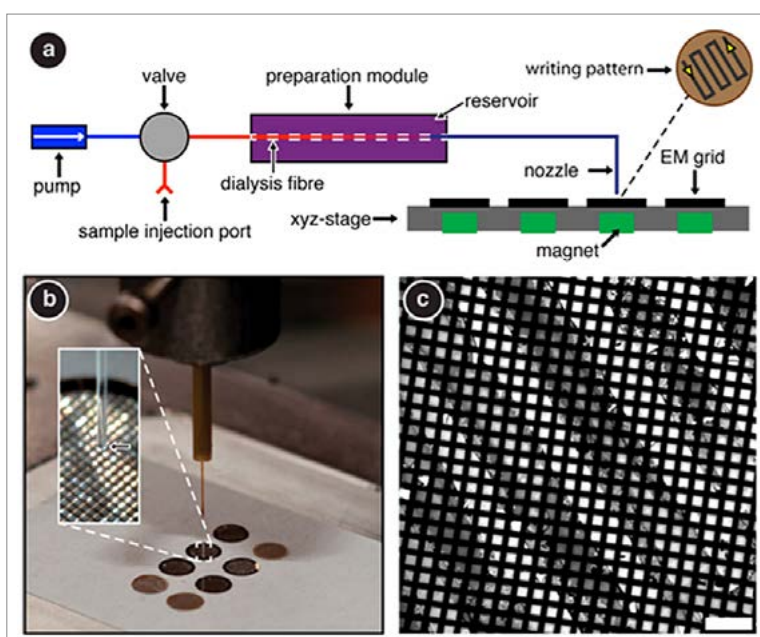 a
valve
preparation module
writing pattern
reservoir
pump
dialysis fibre
sample injection port
nozzle
EM grid
xyz-stage
magnet
b
c